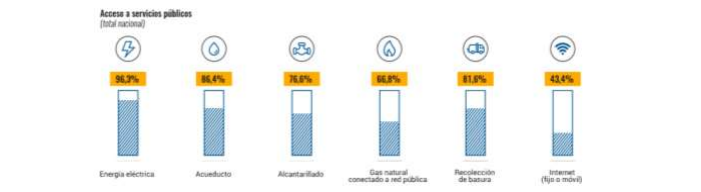 Acceso a servicios públicos
(total nacional)
96,3% 86,4% 76,6% 66,8% 81,6% 43,4%
Energía eléctrica Acueducto Alcantarillado Gas natural Recolección Internet
conectado a red pública de basura (fijo o móvil)